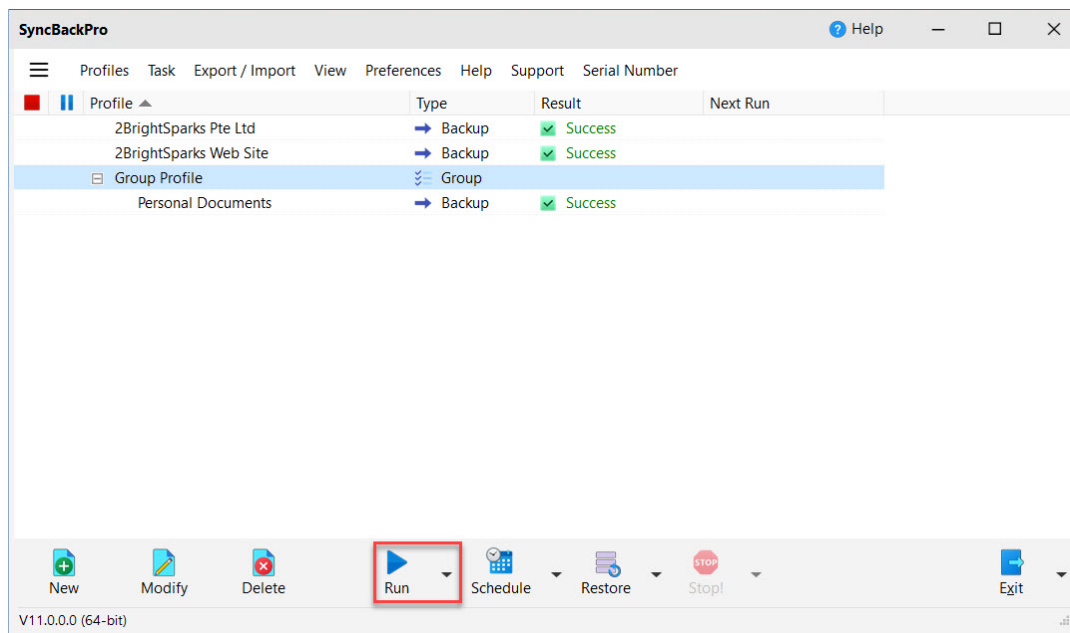 SyncBackPro Help
Profiles Task Export / Import View Preferences Help Support Serial Number
Profile Type Result Next Run
2BrightSparks Pte Ltd Backup Success
2BrightSparks Web Site Backup Success
Group Profile Group
Personal Documents Backup Success
STOP
New Modify Delete Run Schedule Restore Stop! Exit
V11.0.0.0 (64-bit)